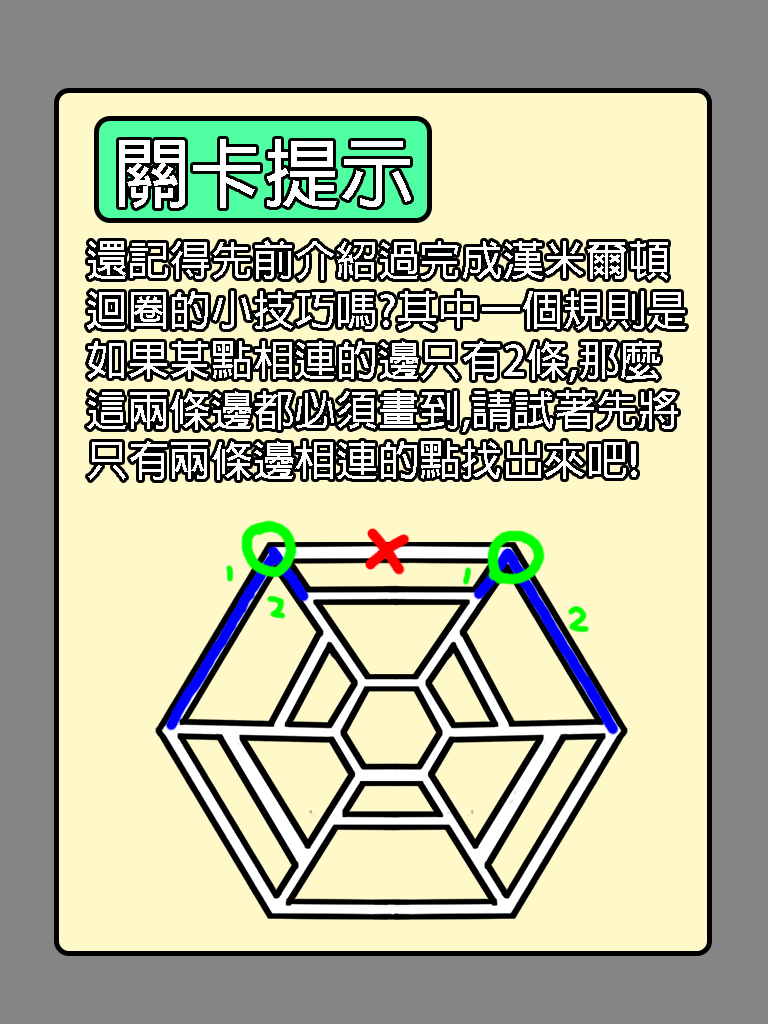 關卡提示
還記得先前介紹過完成漢米爾頓
迴圈的小技巧嗎?其中一個規則是
如果某點相連的邊只有2條,那麼
這兩條邊都必須畫到,請試著先將
只有兩條邊相連的點找出來吧!
1
1
2
2